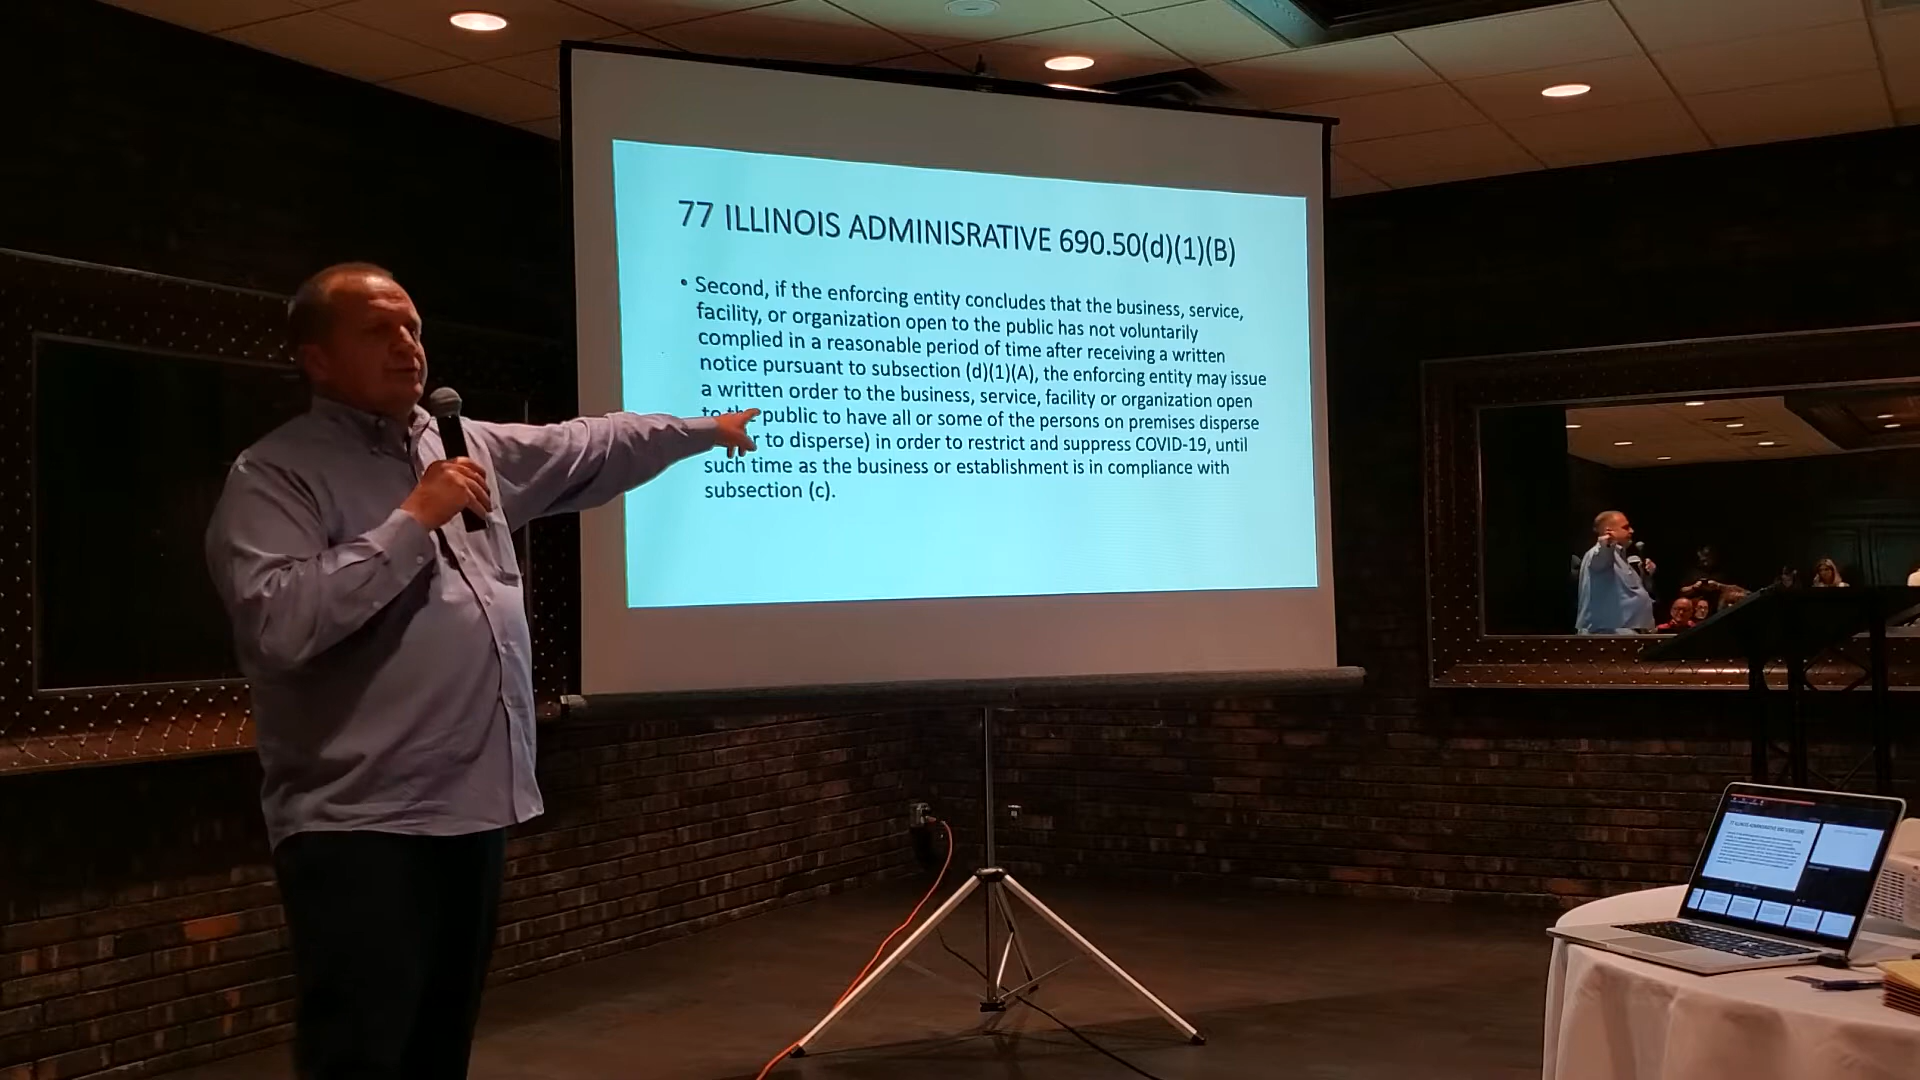 77 ILLINOIS ADMINISRATIVE 690.50(d)(1)(B)
• Second, if the enforcing entity concludes that the business, service,
facility, or organization open to the public has not voluntarily
complied in a reasonable period of time after receiving a written
notice pursuant to subsection (d)(1)(A), the enforcing entity may issue
a written order to the business, service, facility or organization open
to the public to have all or some of the persons on premises disperse
to disperse) in order to restrict and suppress COVID-19, until
such time as the business or establishment is in compliance with
subsection (c).